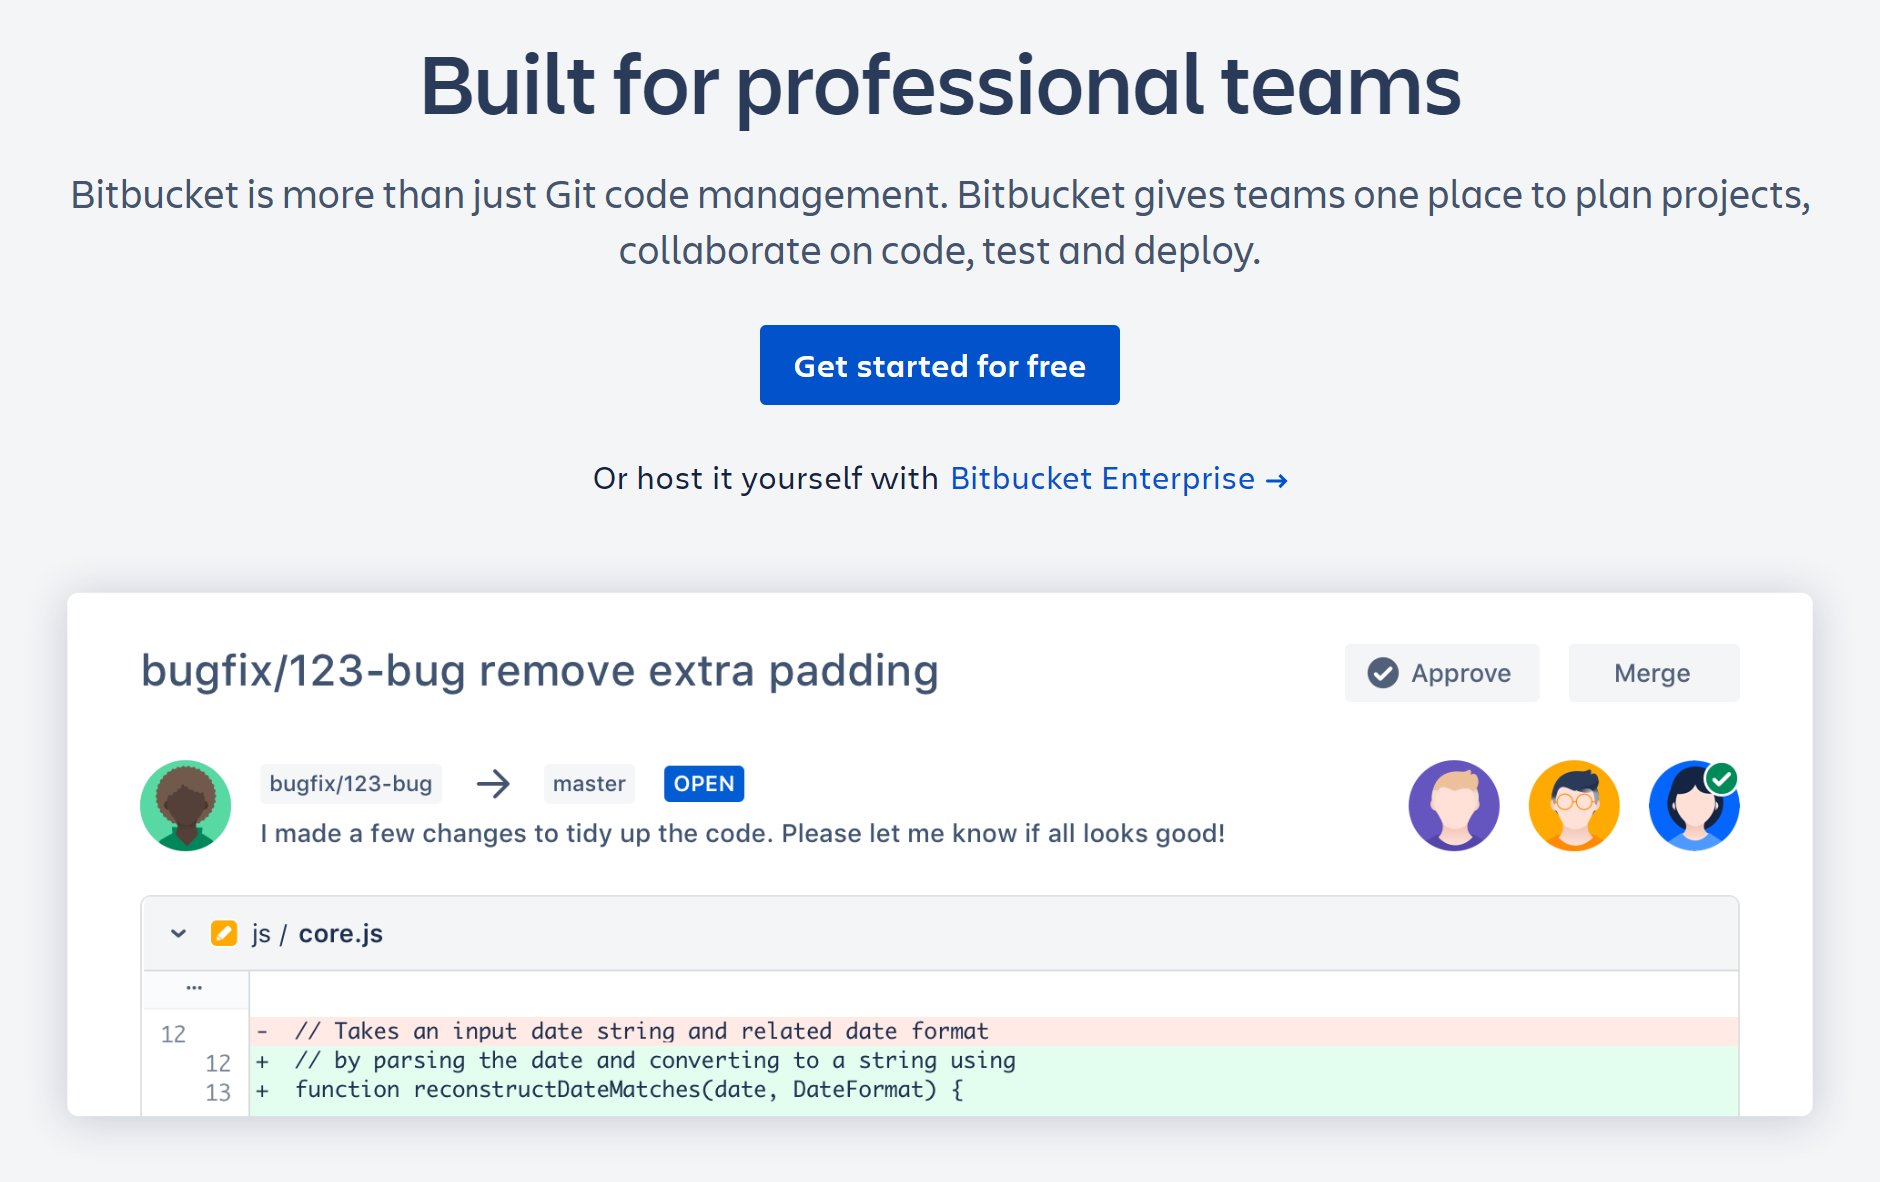 Built for professional teams
Bitbucket is more than just Git code management. Bitbucket gives teams one place to plan projects,
collaborate on code, test and deploy.
Get started for free
Or host it yourself with Bitbucket Enterprise →
bugfix/123-bug remove extra padding
Approve
Merge
bugfix/123-bug → master OPEN
I made a few changes to tidy up the code. Please let me know if all looks good!
js / core.js
...
12 - // Takes an input date string and related date format
12 + // by parsing the date and converting to a string using
13 + function reconstructDateMatches(date, DateFormat) {